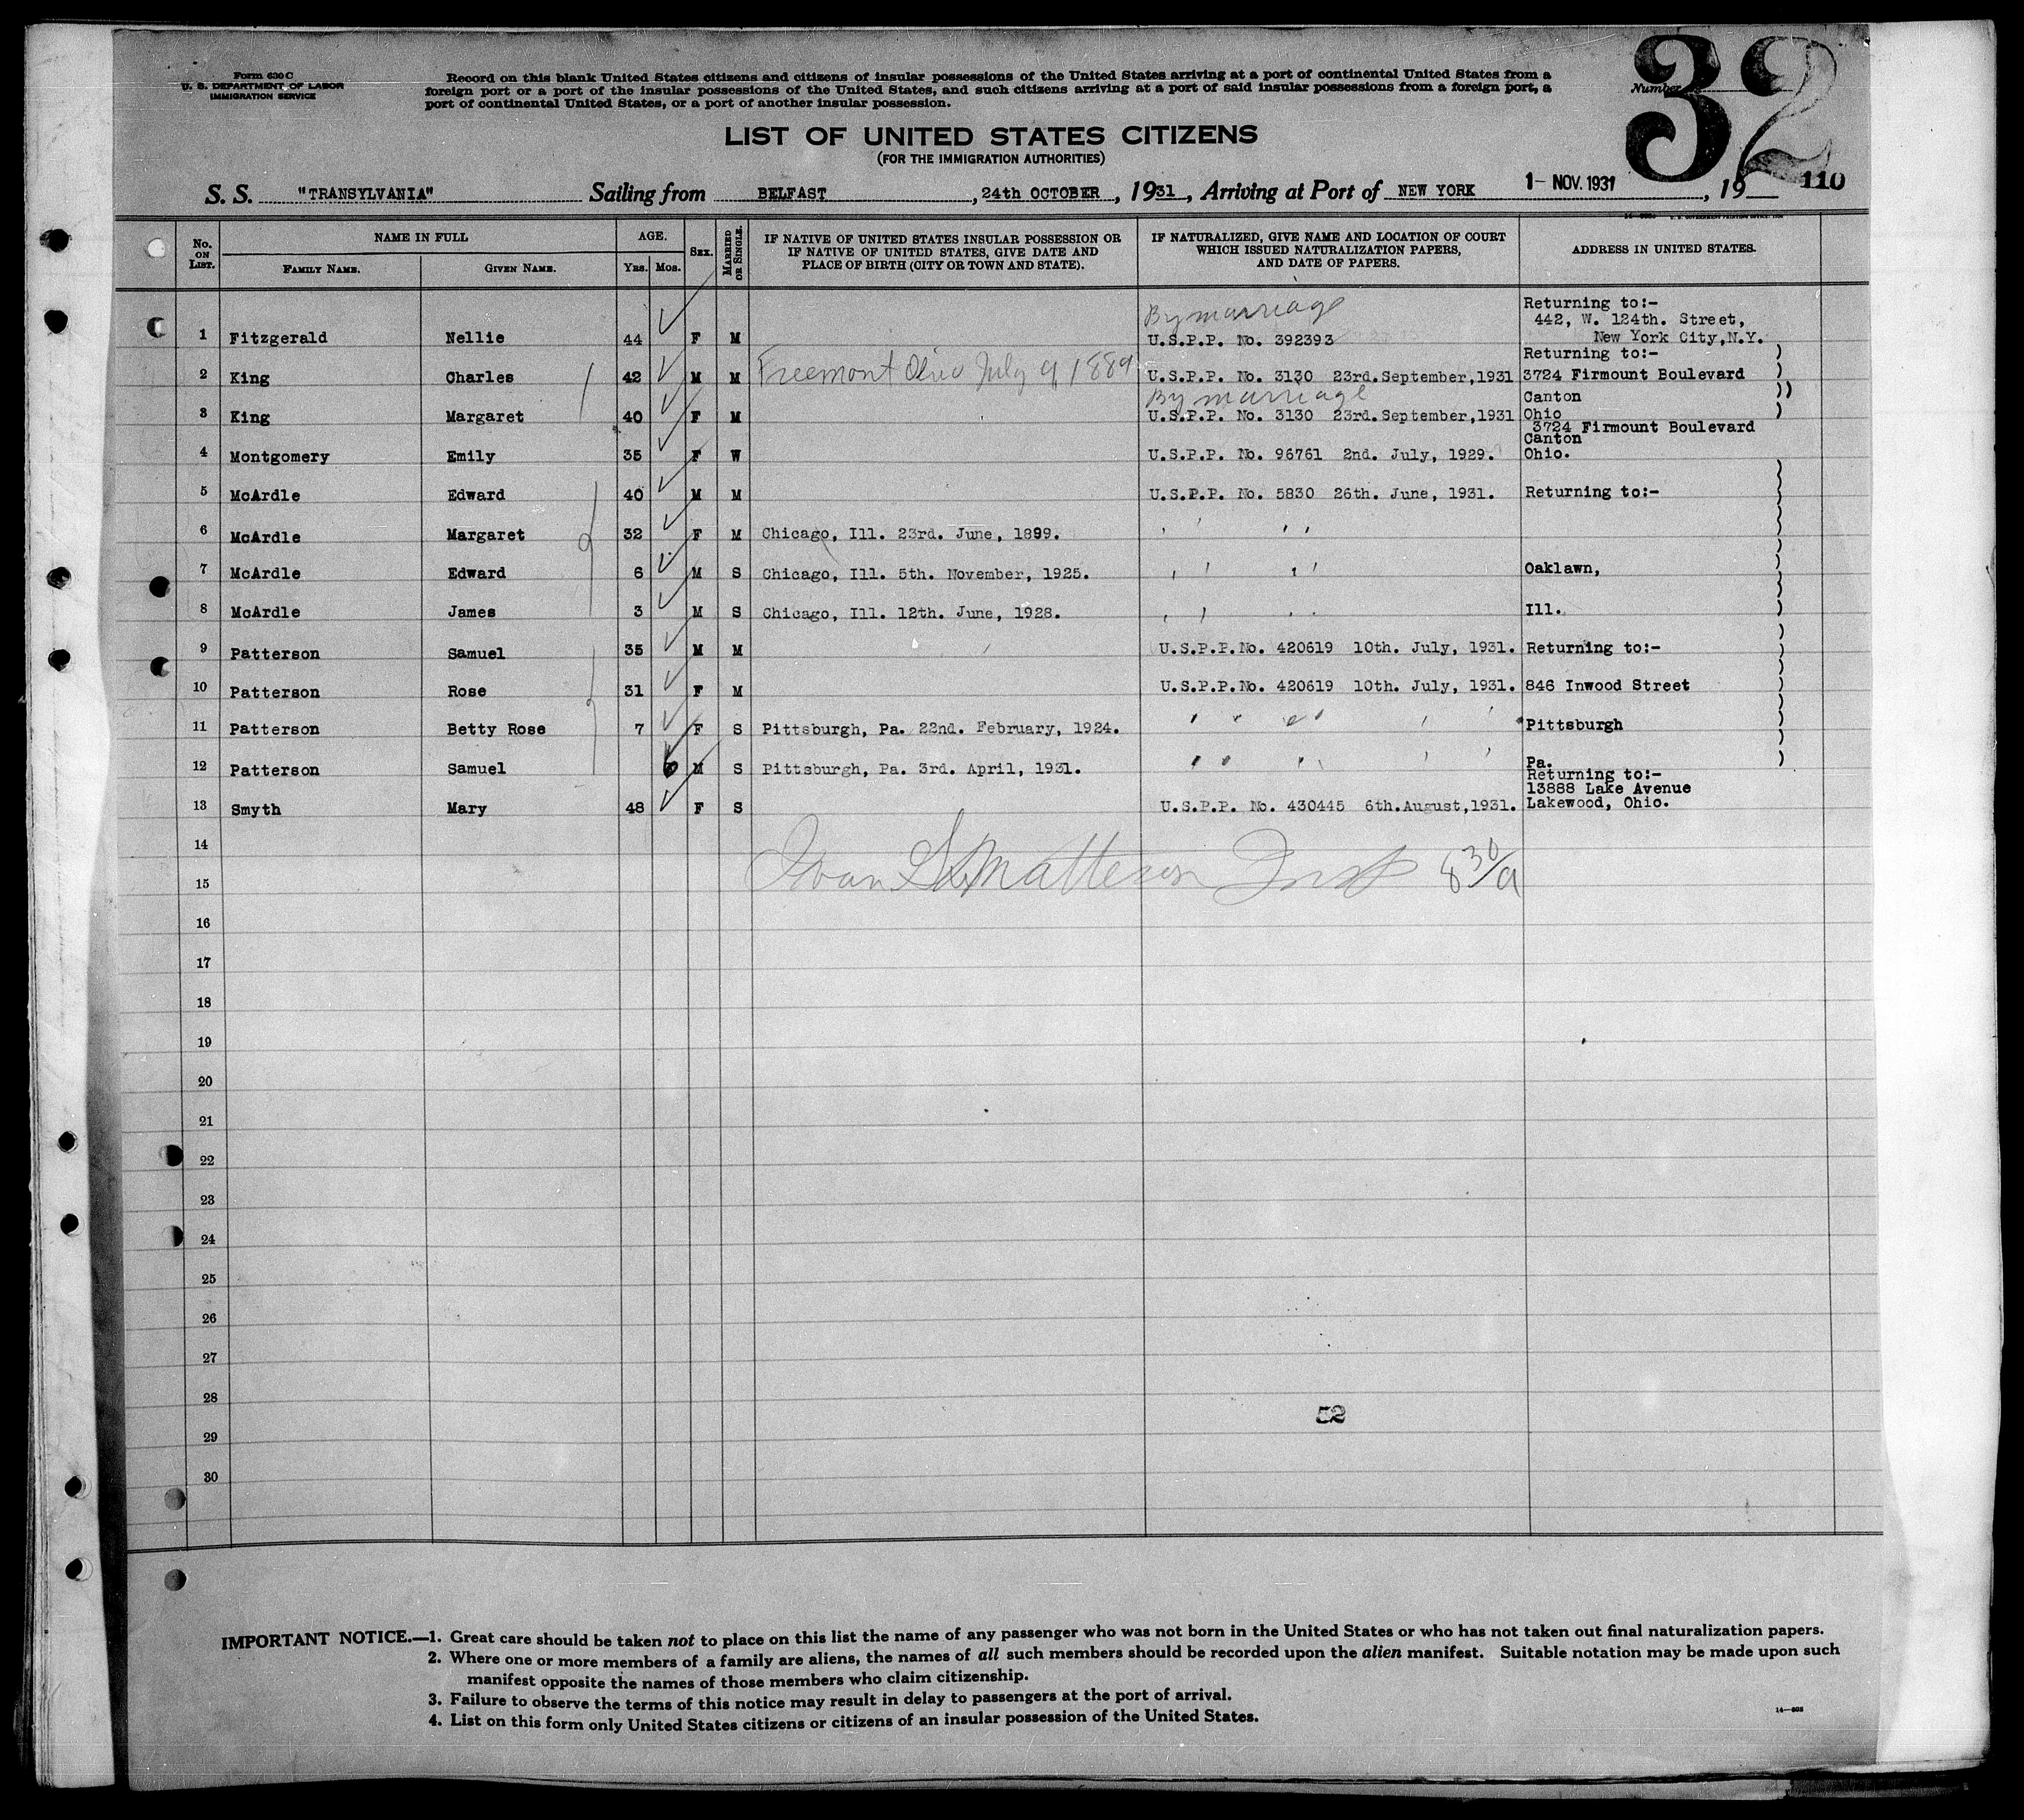 Form 630 C
U. S. DEPARTMENT OF LABOR
IMMIGRATION SERVICE
Record on this blank United States citizens and citizens of insular possessions of the United States arriving at a port of continental United States from a
foreign port or a port of the insular possessions of the United States, and such citizens arriving at a port of said insular possessions from a foreign port, a
port of continental United States, or a port of another insular possession.
Number
32
LIST OF UNITED STATES CITIZENS
(FOR THE IMMIGRATION AUTHORITIES)
S. S. "TRANSYLVANIA" Sailing from BELFAST, 24th OCTOBER, 1931, Arriving at Port of NEW YORK 1- NOV. 1931, 19 110
No. ON LIST. NAME IN FULL AGE. SEX. MARRIED OR SINGLE. IF NATIVE OF UNITED STATES INSULAR POSSESSION OR IF NATIVE OF UNITED STATES, GIVE DATE AND PLACE OF BIRTH (CITY OR TOWN AND STATE). IF NATURALIZED, GIVE NAME AND LOCATION OF COURT WHICH ISSUED NATURALIZATION PAPERS, AND DATE OF PAPERS. ADDRESS IN UNITED STATES.
FAMILY NAME. GIVEN NAME. YRS. MOS.
By marriage Returning to:-
442, W. 124th. Street,
1 Fitzgerald Nellie 44 F M U.S.P.P. No. 392393 New York City,N.Y.
Returning to:-
2 King Charles 42 M M Freemont Ohio July 9, 1889 U.S.P.P. No. 3130 23rd.September,1931 3724 Firmount Boulevard
By marriage Canton
3 King Margaret 40 F M U.S.P.P. No. 3130 23rd.September,1931 Ohio
3724 Firmount Boulevard
Canton
4 Montgomery Emily 35 F W U.S.P.P. No. 96761 2nd. July, 1929. Ohio.
5 McArdle Edward 40 M M U.S.P.P. No. 5830 26th. June, 1931. Returning to:-
6 McArdle Margaret 32 F M Chicago, Ill. 23rd. June, 1899. ' ' ' '
7 McArdle Edward 6 M S Chicago, Ill. 5th. November, 1925. ' ' ' ' Oaklawn,
8 McArdle James 3 M S Chicago, Ill. 12th. June, 1928. ' ' ' ' Ill.
9 Patterson Samuel 35 M M U.S.P.P.No. 420619 10th. July, 1931. Returning to:-
10 Patterson Rose 31 F M U.S.P.P.No. 420619 10th. July, 1931. 846 Inwood Street
11 Patterson Betty Rose 7 F S Pittsburgh, Pa. 22nd. February, 1924. ' ' ' ' ' ' Pittsburgh
12 Patterson Samuel 6 M S Pittsburgh, Pa. 3rd. April, 1931. ' ' ' ' ' ' Pa.
Returning to:-
13888 Lake Avenue
13 Smyth Mary 48 F S U.S.P.P. No. 430445 6th.August,1931. Lakewood, Ohio.
14
Matteson Insp 8 30/a
15
16
17
18
19
20
21
22
23
24
25
26
27
28
52
29
30
IMPORTANT NOTICE.—1. Great care should be taken not to place on this list the name of any passenger who was not born in the United States or who has not taken out final naturalization papers.
2. Where one or more members of a family are aliens, the names of all such members should be recorded upon the alien manifest. Suitable notation may be made upon such
manifest opposite the names of those members who claim citizenship.
3. Failure to observe the terms of this notice may result in delay to passengers at the port of arrival.
4. List on this form only United States citizens or citizens of an insular possession of the United States.